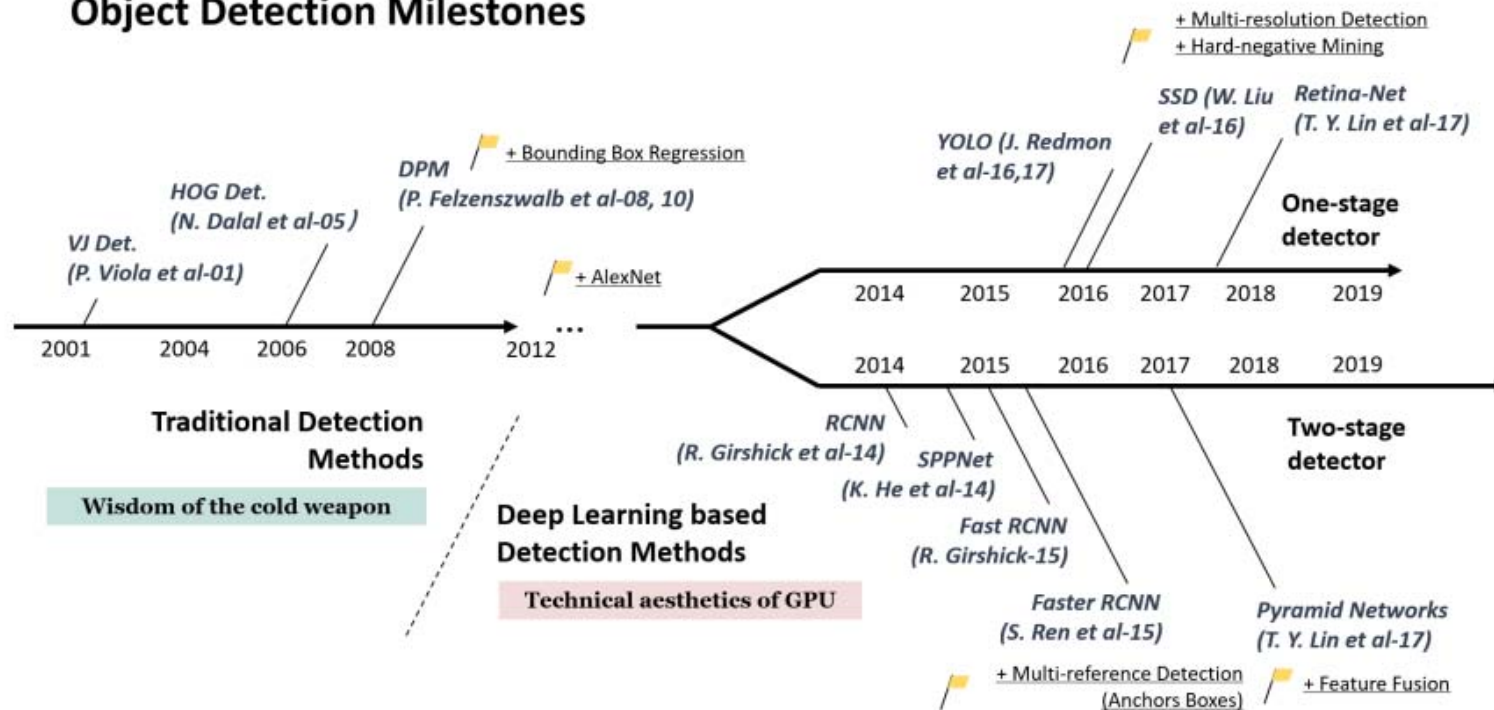 Object Detection Milestones
+ Multi-resolution Detection
+ Hard-negative Mining
SSD (W. Liu
et al-16)
Retina-Net
(T. Y. Lin et al-17)
YOLO (J. Redmon
et al-16,17)
+ Bounding Box Regression
DPM
(P. Felzenszwalb et al-08, 10)
HOG Det.
(N. Dalal et al-05)
VJ Det.
(P. Viola et al-01)
One-stage
detector
+ AlexNet
...
2014 2015 2016 2017 2018 2019
2001 2004 2006 2008 2012
2014 2015 2016 2017 2018 2019
Traditional Detection
Methods
Wisdom of the cold weapon
RCNN
(R. Girshick et al-14)
SPPNet
(K. He et al-14)
Two-stage
detector
Deep Learning based
Detection Methods
Technical aesthetics of GPU
Fast RCNN
(R. Girshick-15)
Faster RCNN
(S. Ren et al-15)
Pyramid Networks
(T. Y. Lin et al-17)
+ Multi-reference Detection
(Anchors Boxes)
+ Feature Fusion